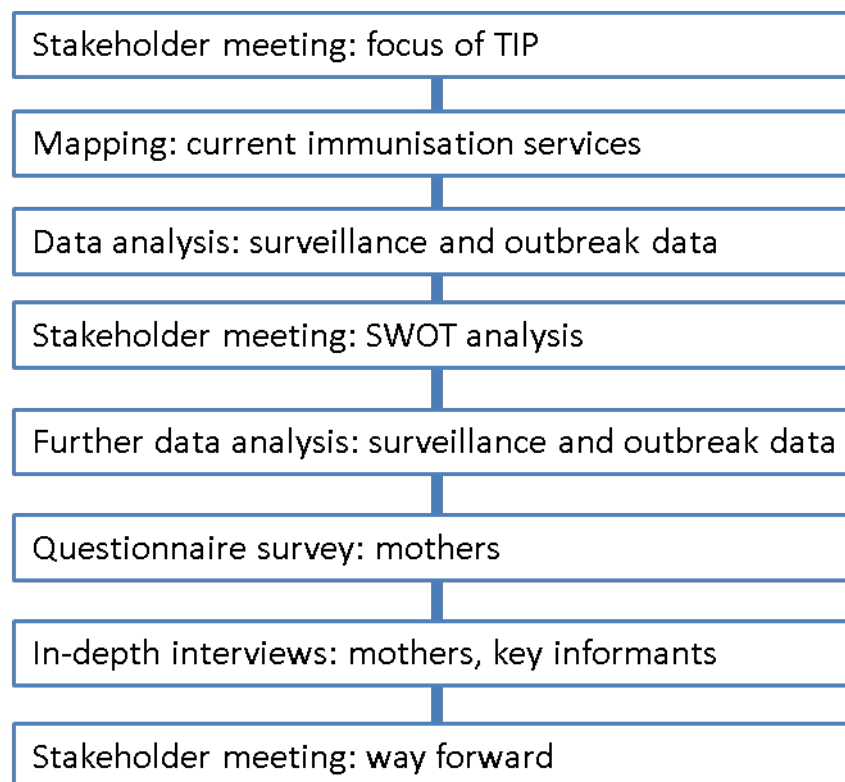 Stakeholder meeting: focus of TIP
Mapping: current immunisation services
Data analysis: surveillance and outbreak data
Stakeholder meeting: SWOT analysis
Further data analysis: surveillance and outbreak data
Questionnaire survey: mothers
In-depth interviews: mothers, key informants
Stakeholder meeting: way forward